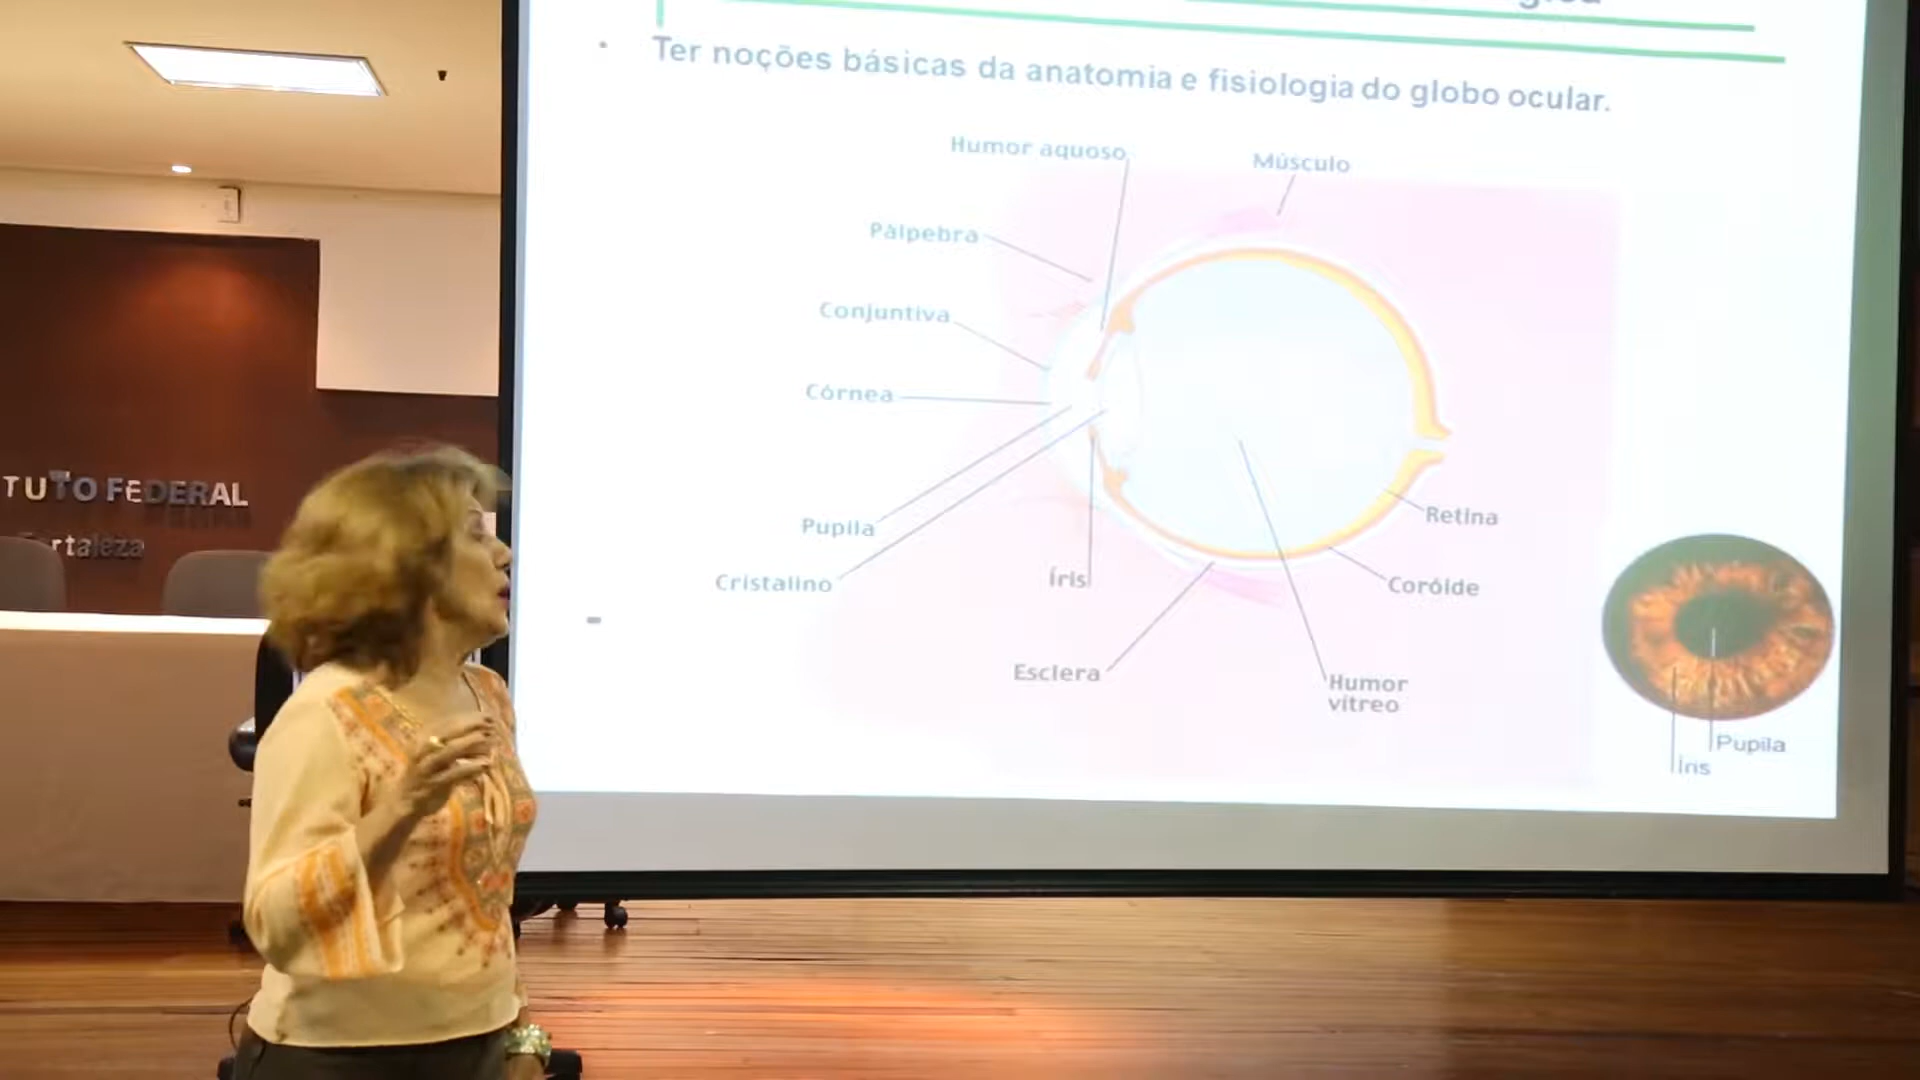 Ter noções básicas da anatomia e fisiologia do globo ocular.
Humor aquoso
Músculo
Pálpebra
Conjuntiva
Córnea
Pupila
Cristalino
Íris
Esclera
Retina
Coróide
Humor
vítreo
Pupila
Íris
TUTO FEDERAL
rtaleza